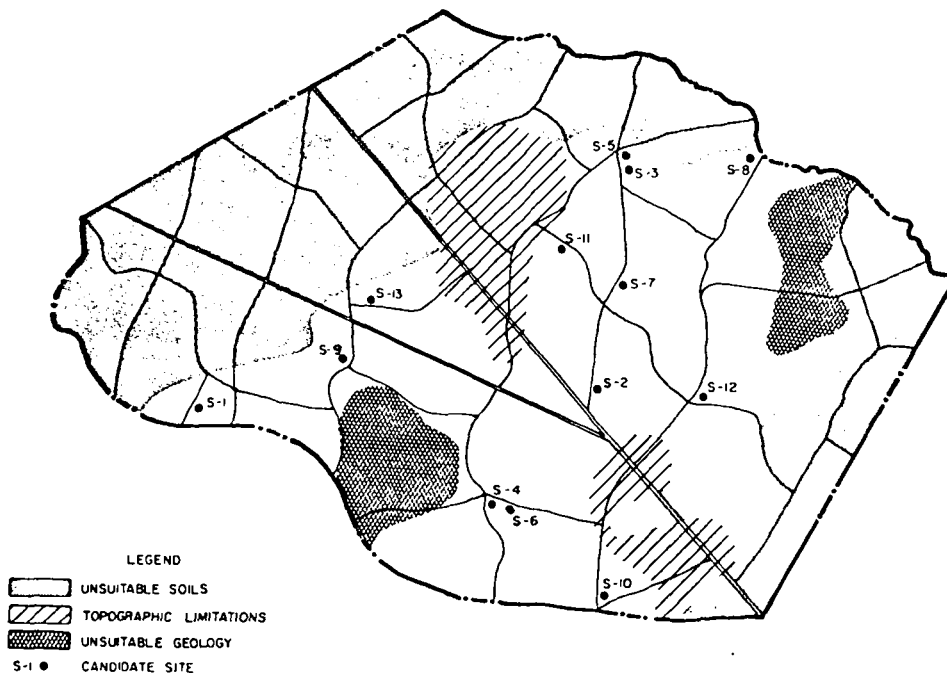 S-5
S-3
S-8
S-11
S-7
S-13
S-9
S-1
S-2
S-12
S-4
S-6
S-10
LEGEND
UNSUITABLE SOILS
TOPOGRAPHIC LIMITATIONS
UNSUITABLE GEOLOGY
S-1 ● CANDIDATE SITE